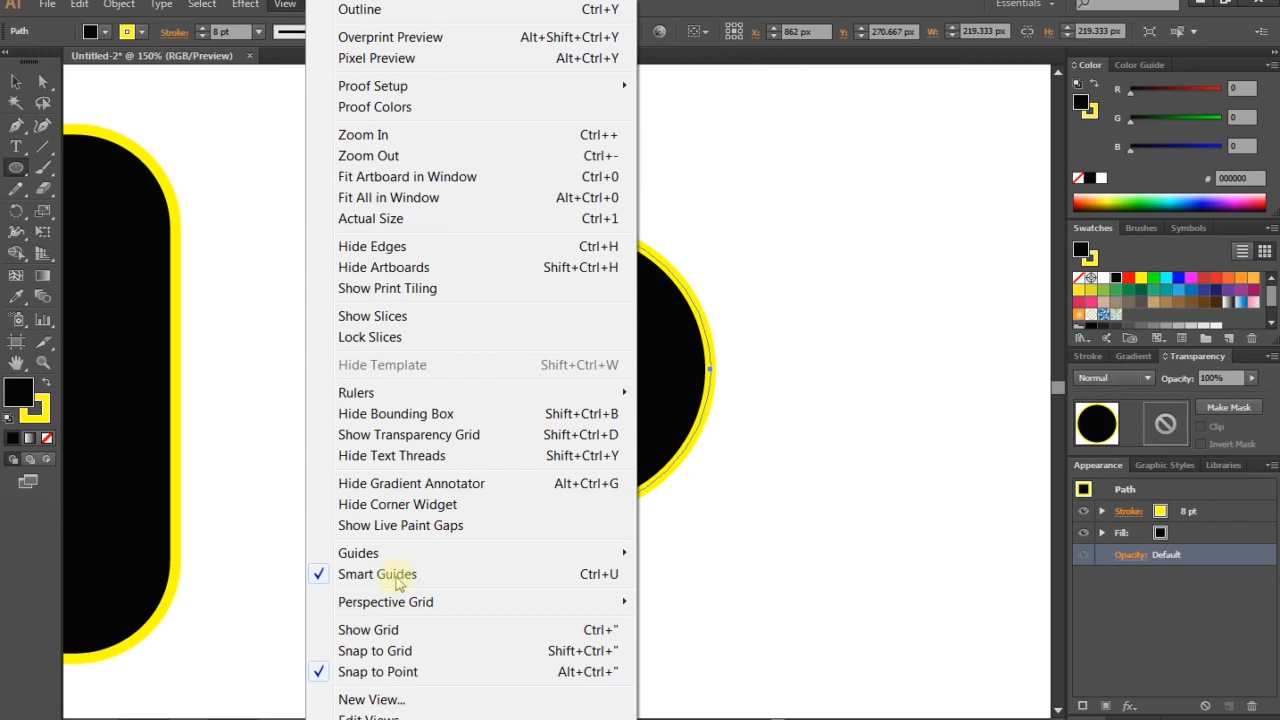 Ai File Edit Object Type Select Effect View Essentials
Path Stroke: 8 pt X: 862 px Y: 270.667 px W: 219.333 px H: 219.333 px
Untitled-2* @ 150% (RGB/Preview) ×
Outline Ctrl+Y
Overprint Preview Alt+Shift+Ctrl+Y
Pixel Preview Alt+Ctrl+Y
Proof Setup
Proof Colors
Zoom In Ctrl++
Zoom Out Ctrl+-
Fit Artboard in Window Ctrl+0
Fit All in Window Alt+Ctrl+0
Actual Size Ctrl+1
Hide Edges Ctrl+H
Hide Artboards Shift+Ctrl+H
Show Print Tiling
Show Slices
Lock Slices
Hide Template Shift+Ctrl+W
Rulers
Hide Bounding Box Shift+Ctrl+B
Show Transparency Grid Shift+Ctrl+D
Hide Text Threads Shift+Ctrl+Y
Hide Gradient Annotator Alt+Ctrl+G
Hide Corner Widget
Show Live Paint Gaps
Guides
Smart Guides Ctrl+U
Perspective Grid
Show Grid Ctrl+"
Snap to Grid Shift+Ctrl+"
Snap to Point Alt+Ctrl+"
New View...
Edit Views...
Color Color Guide
R 0
G 0
B 0
# 000000
Swatches Brushes Symbols
Stroke Gradient Transparency
Normal Opacity: 100%
Make Mask
Clip
Invert Mask
Appearance Graphic Styles Libraries
Path
Stroke: 8 pt
Fill:
Opacity: Default
fx